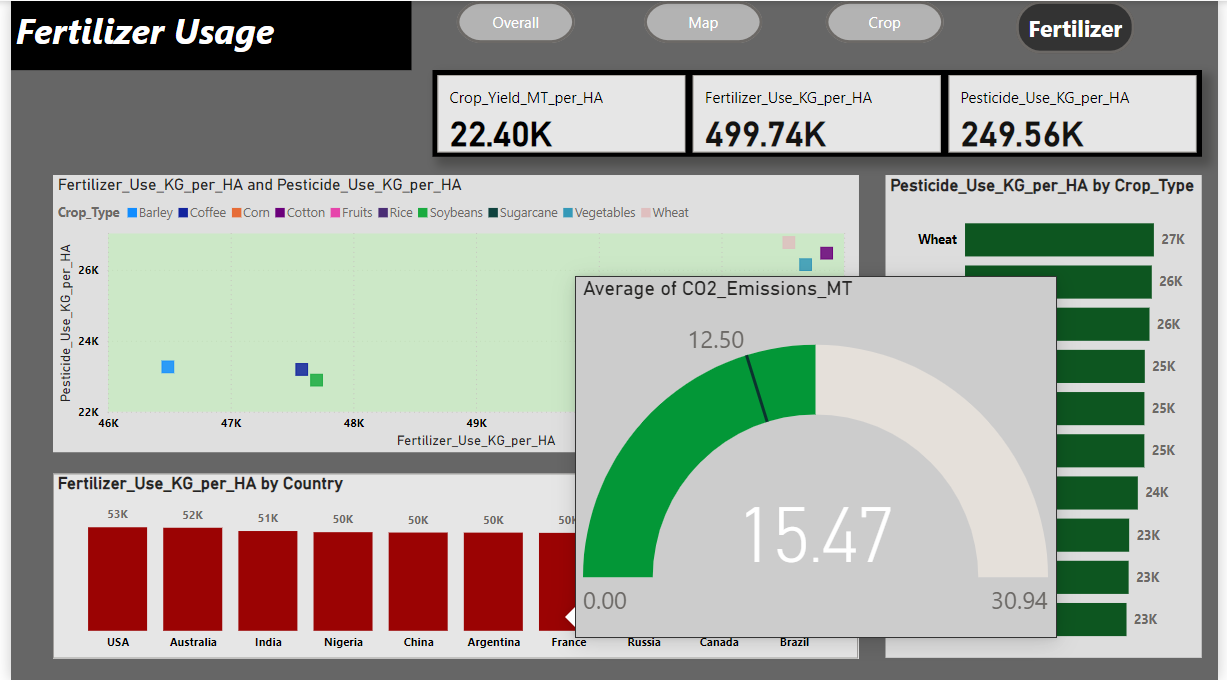 Fertilizer Usage
Overall
Map
Crop
Fertilizer
Crop_Yield_MT_per_HA
22.40K
Fertilizer_Use_KG_per_HA
499.74K
Pesticide_Use_KG_per_HA
249.56K
Fertilizer_Use_KG_per_HA and Pesticide_Use_KG_per_HA
Crop_Type Barley Coffee Corn Cotton Fruits Rice Soybeans Sugarcane Vegetables Wheat
Pesticide_Use_KG_per_HA
26K
24K
22K
46K 47K 48K 49K
Fertilizer_Use_KG_per_HA
Pesticide_Use_KG_per_HA by Crop_Type
Wheat 27K
26K
26K
25K
25K
25K
24K
23K
23K
23K
Average of CO2_Emissions_MT
12.50
15.47
0.00 30.94
Fertilizer_Use_KG_per_HA by Country
53K 52K 51K 50K 50K 50K 50K
USA Australia India Nigeria China Argentina France Russia Canada Brazil